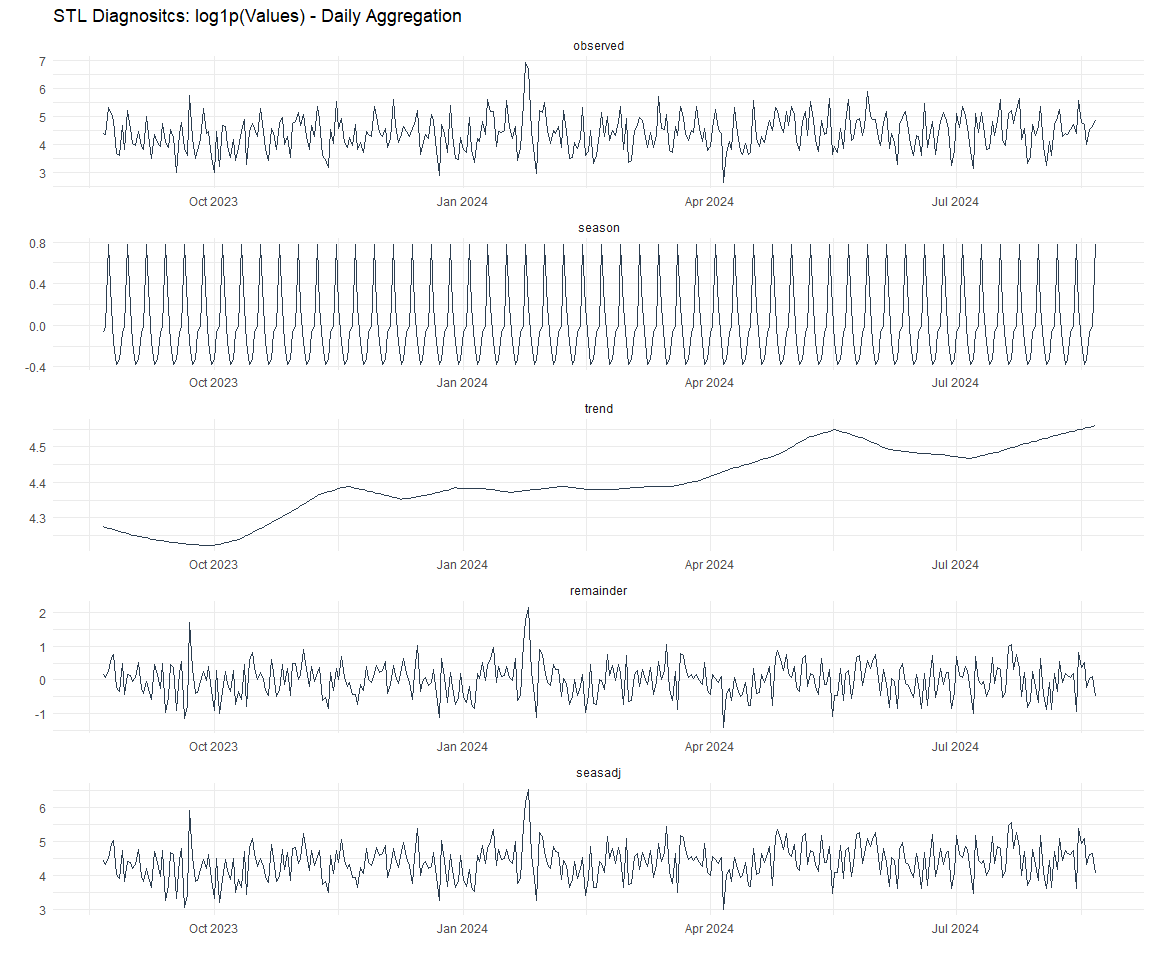 STL Diagnositcs: log1p(Values) - Daily Aggregation
observed
7
6
5
4
3
Oct 2023 Jan 2024 Apr 2024 Jul 2024
season
0.8
0.4
0.0
-0.4
Oct 2023 Jan 2024 Apr 2024 Jul 2024
trend
4.5
4.4
4.3
Oct 2023 Jan 2024 Apr 2024 Jul 2024
remainder
2
1
0
-1
Oct 2023 Jan 2024 Apr 2024 Jul 2024
seasadj
6
5
4
3
Oct 2023 Jan 2024 Apr 2024 Jul 2024